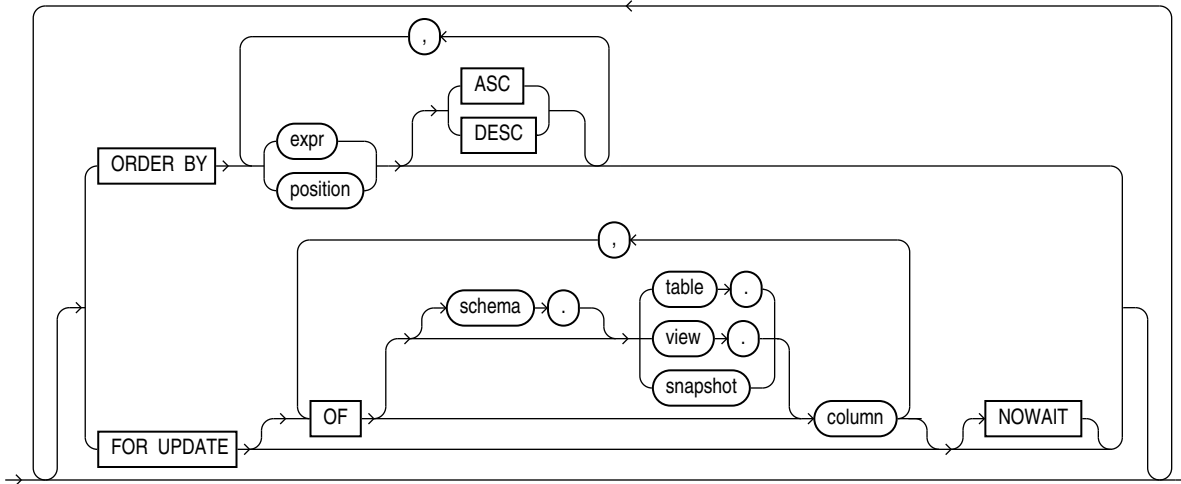 ,
ASC
DESC
expr
ORDER BY
position
,
schema .
table .
view .
snapshot
OF
column
NOWAIT
FOR UPDATE